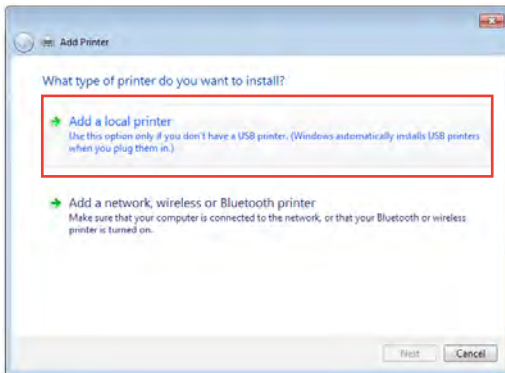 Add Printer
What type of printer do you want to install?
Add a local printer
Use this option only if you don't have a USB printer. (Windows automatically installs USB printers
when you plug them in.)
Add a network, wireless or Bluetooth printer
Make sure that your computer is connected to the network, or that your Bluetooth or wireless
printer is turned on.
Next Cancel